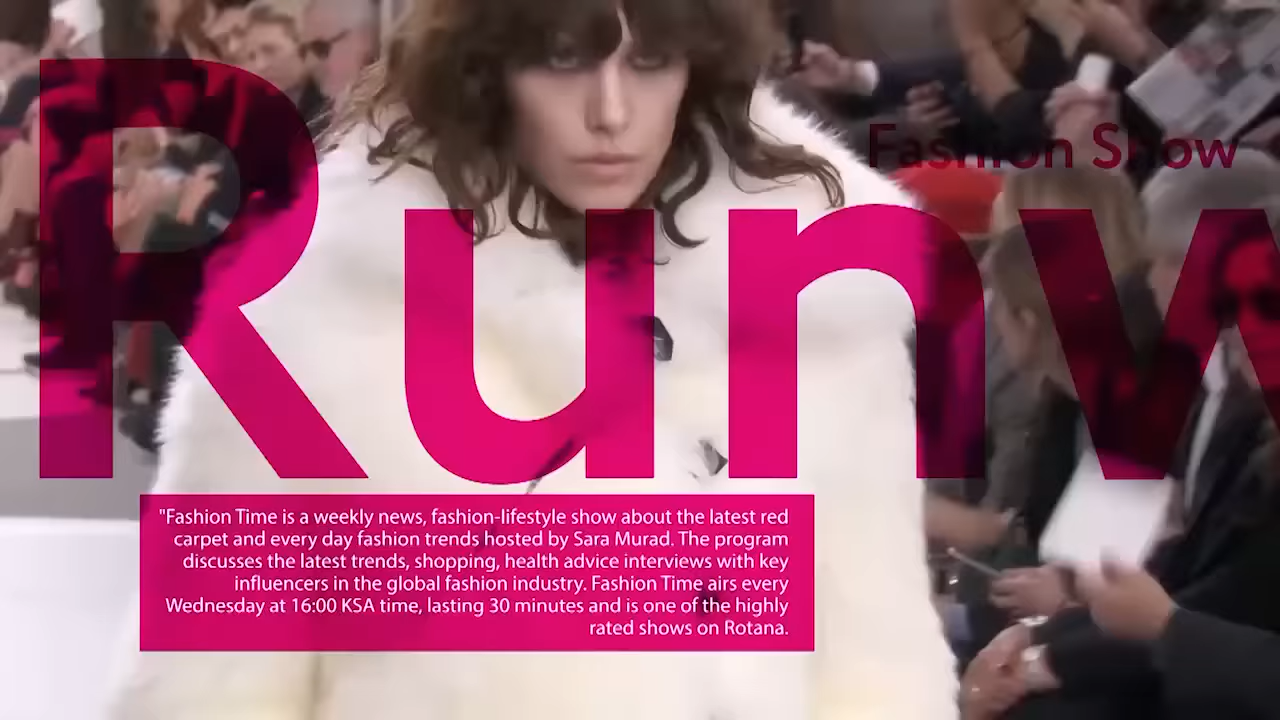 Fashion Show
Runw
"Fashion Time is a weekly news, fashion-lifestyle show about the latest red
carpet and every day fashion trends hosted by Sara Murad. The program
discusses the latest trends, shopping, health advice interviews with key
influencers in the global fashion industry. Fashion Time airs every
Wednesday at 16:00 KSA time, lasting 30 minutes and is one of the highly
rated shows on Rotana.